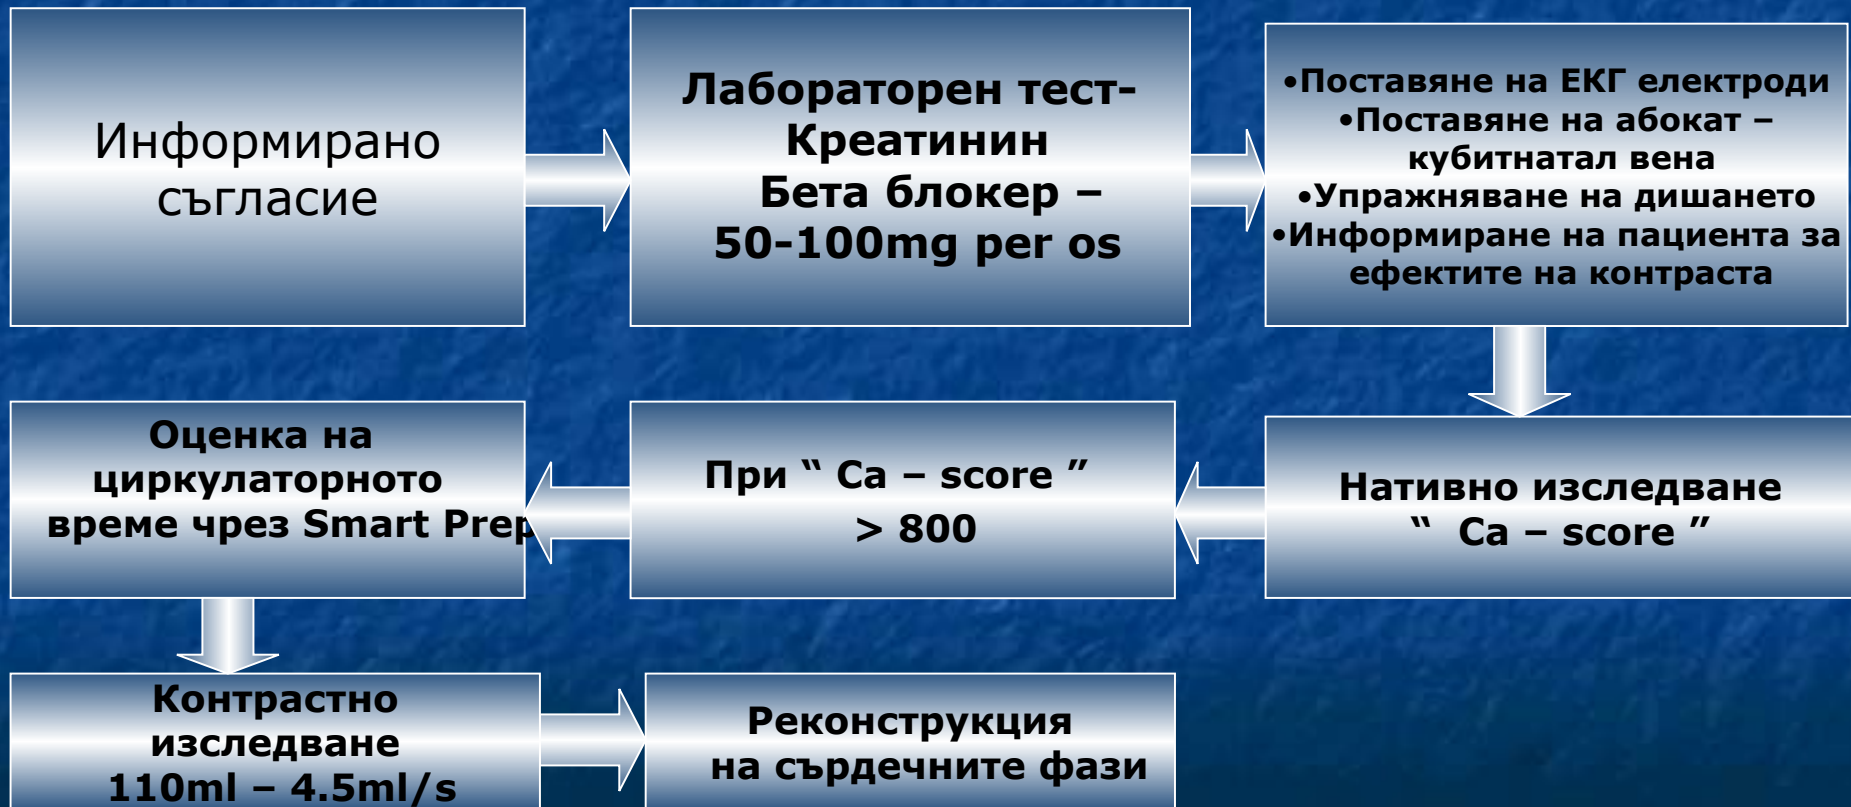 Информирано
съгласие
Лабораторен тест-
Креатинин
Бета блокер –
50-100mg per os
•Поставяне на ЕКГ електроди
•Поставяне на абокат –
кубитнатал вена
•Упражняване на дишането
•Информиране на пациента за
ефектите на контраста
Нативно изследване
“ Ca – score ”
При “ Ca – score ”
> 800
Оценка на
циркулаторното
време чрез Smart Prep
Контрастно
изследване
110ml – 4.5ml/s
Реконструкция
на сърдечните фази